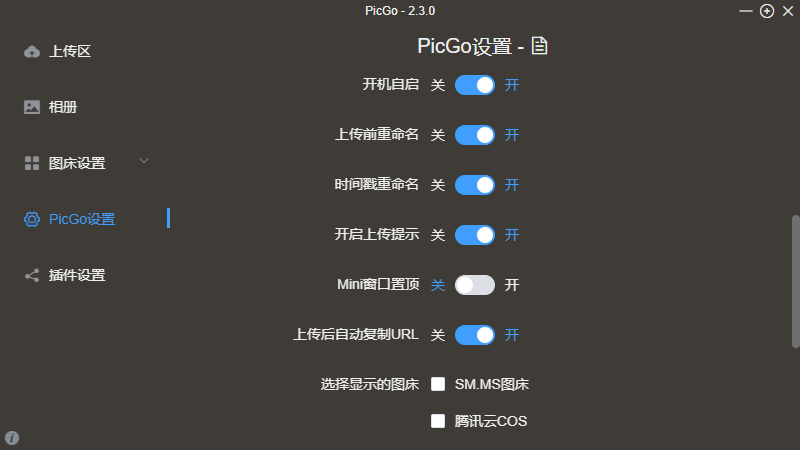 PicGo - 2.3.0
上传区
相册
图床设置
PicGo设置
插件设置
PicGo设置 -
开机自启 关 开
上传前重命名 关 开
时间戳重命名 关 开
开启上传提示 关 开
Mini窗口置顶 关 开
上传后自动复制URL 关 开
选择显示的图床 SM.MS图床
腾讯云COS